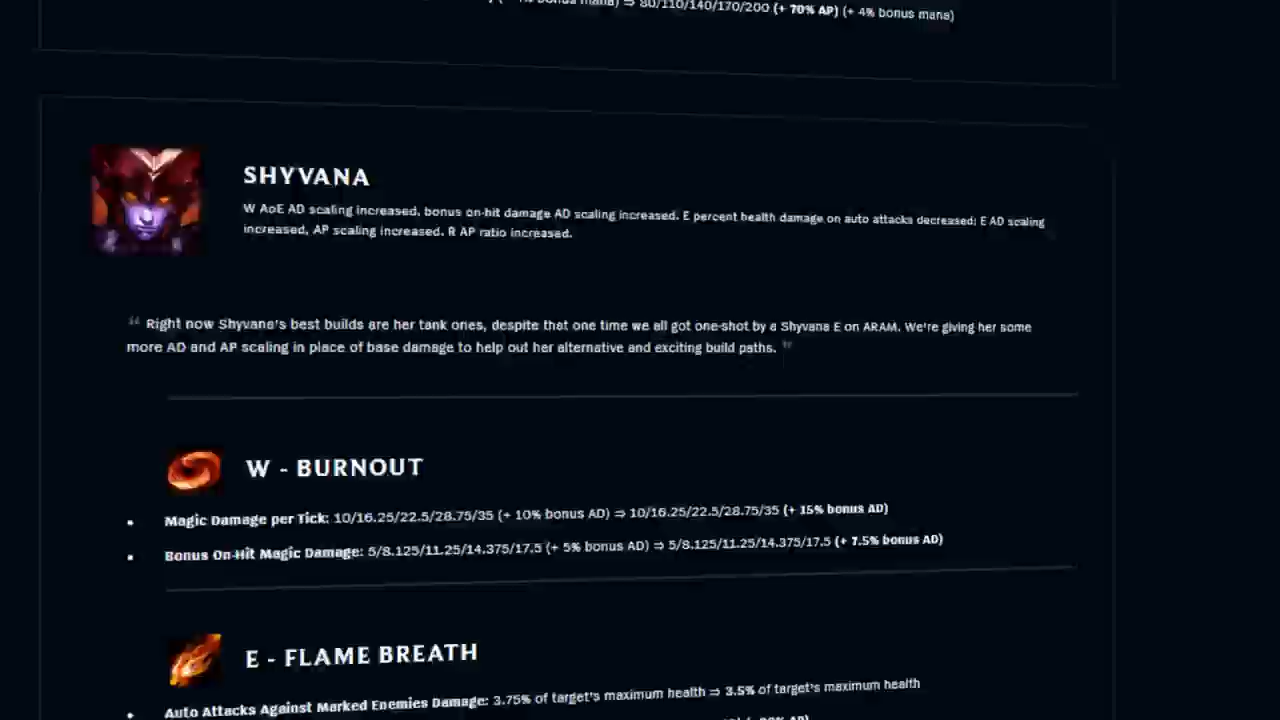 bonus mana) ⇒ 80/110/140/170/200 (+ 70% AP) (+ 4% bonus mana)
SHYVANA
W AoE AD scaling increased, bonus on-hit damage AD scaling increased. E percent health damage on auto attacks decreased; E AD scaling
increased, AP scaling increased. R AP ratio increased.
“ Right now Shyvana's best builds are her tank ones, despite that one time we all got one-shot by a Shyvana E on ARAM. We're giving her some
more AD and AP scaling in place of base damage to help out her alternative and exciting build paths. ”
W - BURNOUT
• Magic Damage per Tick: 10/16.25/22.5/28.75/35 (+ 10% bonus AD) ⇒ 10/16.25/22.5/28.75/35 (+ 15% bonus AD)
• Bonus On-Hit Magic Damage: 5/8.125/11.25/14.375/17.5 (+ 5% bonus AD) ⇒ 5/8.125/11.25/14.375/17.5 (+ 7.5% bonus AD)
E - FLAME BREATH
• Auto Attacks Against Marked Enemies Damage: 3.75% of target's maximum health ⇒ 3.5% of target's maximum health